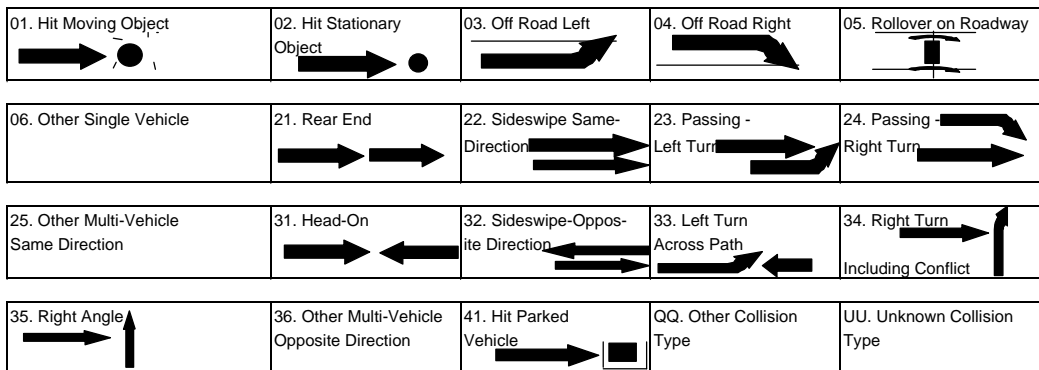 01. Hit Moving Object
02. Hit Stationary
Object
03. Off Road Left
04. Off Road Right
05. Rollover on Roadway
06. Other Single Vehicle
21. Rear End
22. Sideswipe Same-
Direction
23. Passing -
Left Turn
24. Passing -
Right Turn
25. Other Multi-Vehicle
Same Direction
31. Head-On
32. Sideswipe-Oppos-
ite Direction
33. Left Turn
Across Path
34. Right Turn
Including Conflict
35. Right Angle
36. Other Multi-Vehicle
Opposite Direction
41. Hit Parked
Vehicle
QQ. Other Collision
Type
UU. Unknown Collision
Type